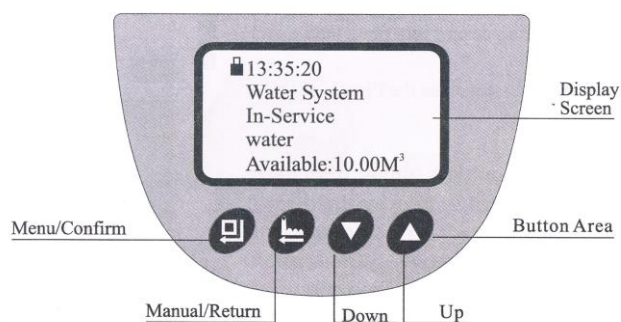 13:35:20
Water System
In-Service
water
Available:10.00M³
Display
Screen
Menu/Confirm
Button Area
Manual/Return
Down
Up